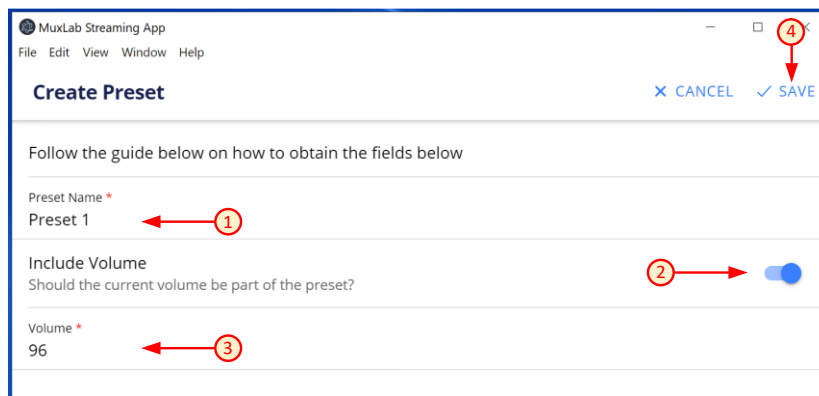 MuxLab Streaming App
4
File Edit View Window Help
Create Preset
CANCEL SAVE
Follow the guide below on how to obtain the fields below
Preset Name *
Preset 1
1
Include Volume
2
Should the current volume be part of the preset?
Volume *
96
3